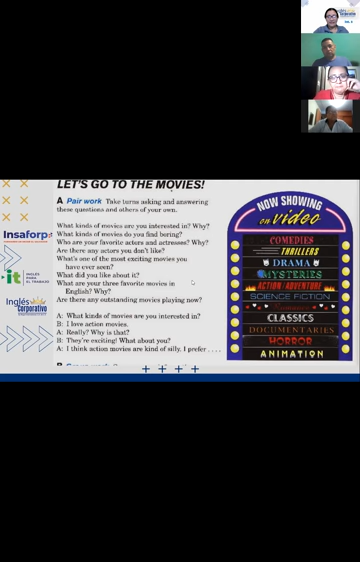 LET'S GO TO THE MOVIES!
A Pair work Take turns asking and answering
these questions and others of your own.
What kinds of movies are you interested in? Why?
What kinds of movies do you find boring?
Who are your favorite actors and actresses? Why?
Are there any actors you don't like?
What's one of the most exciting movies you
have ever seen?
What did you like about it?
What are your three favorite movies in
English? Why?
Are there any outstanding movies playing now?
A: What kinds of movies are you interested in?
B: I love action movies.
A: Really? Why is that?
B: They're exciting! What about you?
A: I think action movies are kind of silly. I prefer . . . .
Insaforp
it
INGLÉS
PARA
EL TRABAJO
Inglés
Corporativo
NOW SHOWING
on video
COMEDIES
THRILLERS
DRAMA
MYSTERIES
ACTION-ADVENTURE
SCIENCE FICTION
CLASSICS
DOCUMENTARIES
HORROR
ANIMATION